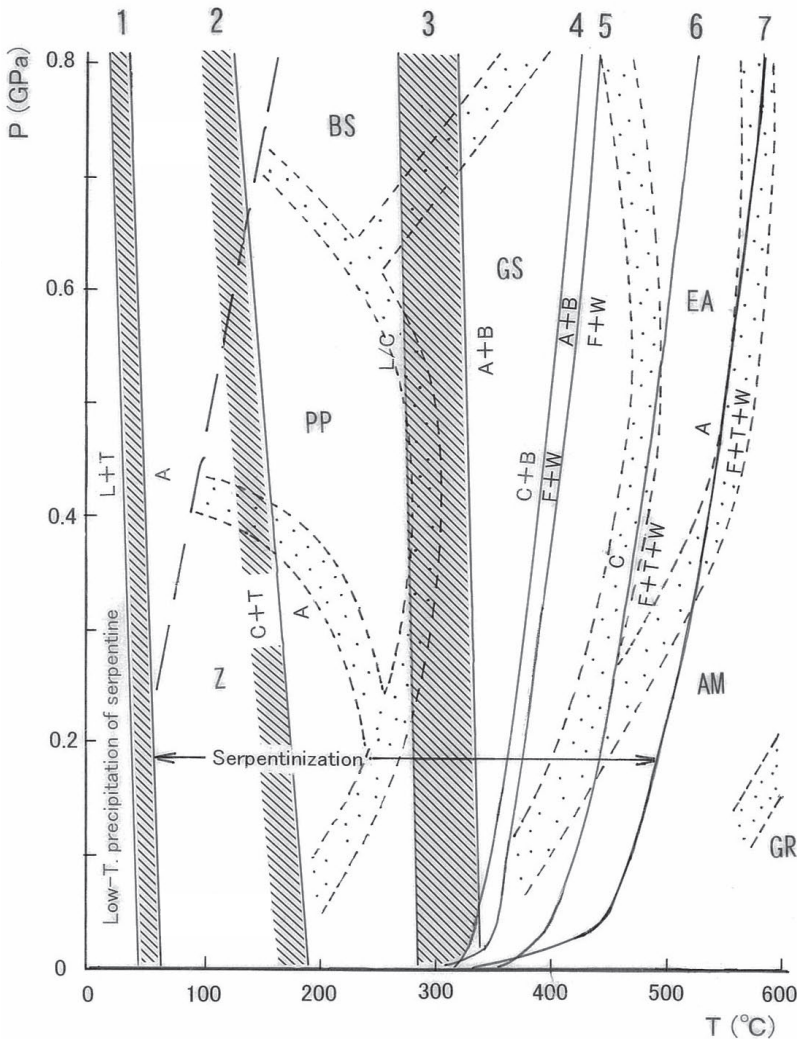 1 2 3 4 5 6 7
P (GPa)
0.8
0.6
0.4
0.2
0
BS
GS
EA
PP
Z
AM
GR
L+T
A
C+T
A
L/C
A+B
C+B
F+W
A+B
F+W
C
F+T+W
A
F+T+W
Low-T. precipitation of serpentine
Serpentinization
0 100 200 300 400 500 600
T (°C)